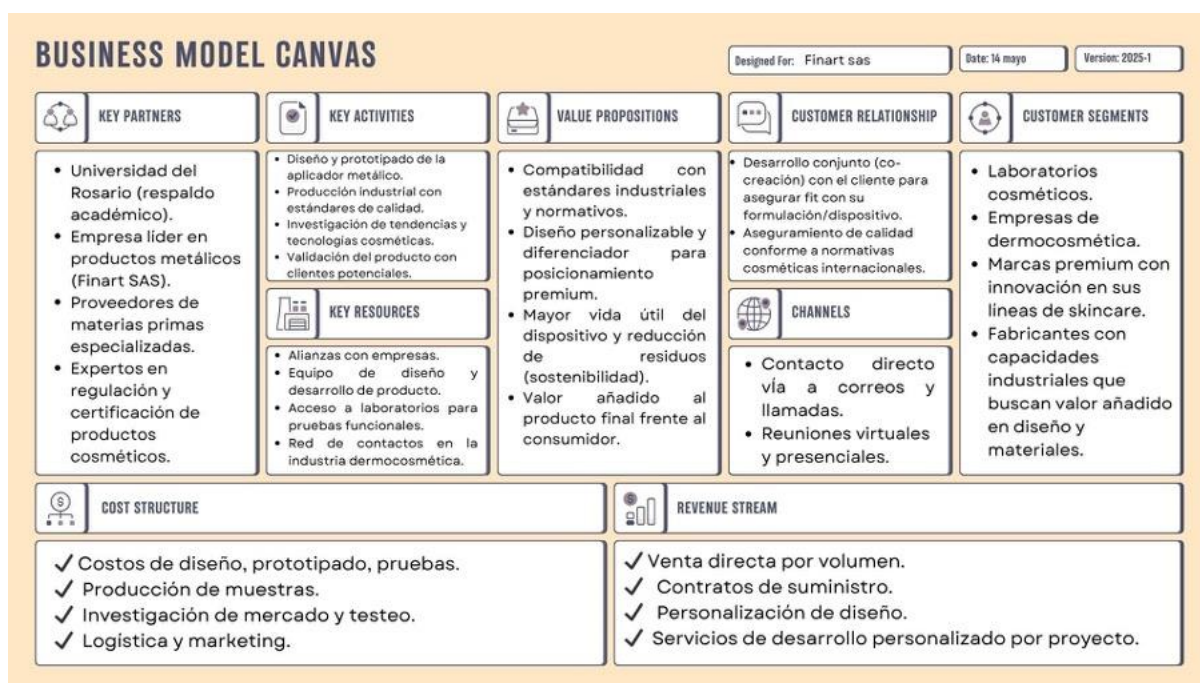 BUSINESS MODEL CANVAS
Designed For: Finart sas
Date: 14 mayo
Version: 2025-1
KEY PARTNERS
• Universidad del
Rosario (respaldo
académico).
• Empresa líder en
productos metálicos
(Finart SAS).
• Proveedores de
materias primas
especializadas.
• Expertos en
regulación y
certificación de
productos
cosméticos.
KEY ACTIVITIES
• Diseño y prototipado de la
aplicador metálico.
• Producción industrial con
estándares de calidad.
• Investigación de tendencias y
tecnologías cosméticas.
• Validación del producto con
clientes potenciales.
KEY RESOURCES
• Alianzas con empresas.
• Equipo de diseño y
desarrollo de producto.
• Acceso a laboratorios para
pruebas funcionales.
• Red de contactos en la
industria dermocosmética.
VALUE PROPOSITIONS
• Compatibilidad con
estándares industriales
y normativos.
• Diseño personalizable y
diferenciador para
posicionamiento
premium.
• Mayor vida útil del
dispositivo y reducción
de residuos
(sostenibilidad).
• Valor añadido al
producto final frente al
consumidor.
CUSTOMER RELATIONSHIP
• Desarrollo conjunto (co-
creación) con el cliente para
asegurar fit con su
formulación/dispositivo.
• Aseguramiento de calidad
conforme a normativas
cosméticas internacionales.
CHANNELS
• Contacto directo
vía a correos y
llamadas.
• Reuniones virtuales
y presenciales.
CUSTOMER SEGMENTS
• Laboratorios
cosméticos.
• Empresas de
dermocosmética.
• Marcas premium con
innovación en sus
líneas de skincare.
• Fabricantes con
capacidades
industriales que
buscan valor añadido
en diseño y
materiales.
COST STRUCTURE
✓ Costos de diseño, prototipado, pruebas.
✓ Producción de muestras.
✓ Investigación de mercado y testeo.
✓ Logística y marketing.
REVENUE STREAM
✓ Venta directa por volumen.
✓ Contratos de suministro.
✓ Personalización de diseño.
✓ Servicios de desarrollo personalizado por proyecto.